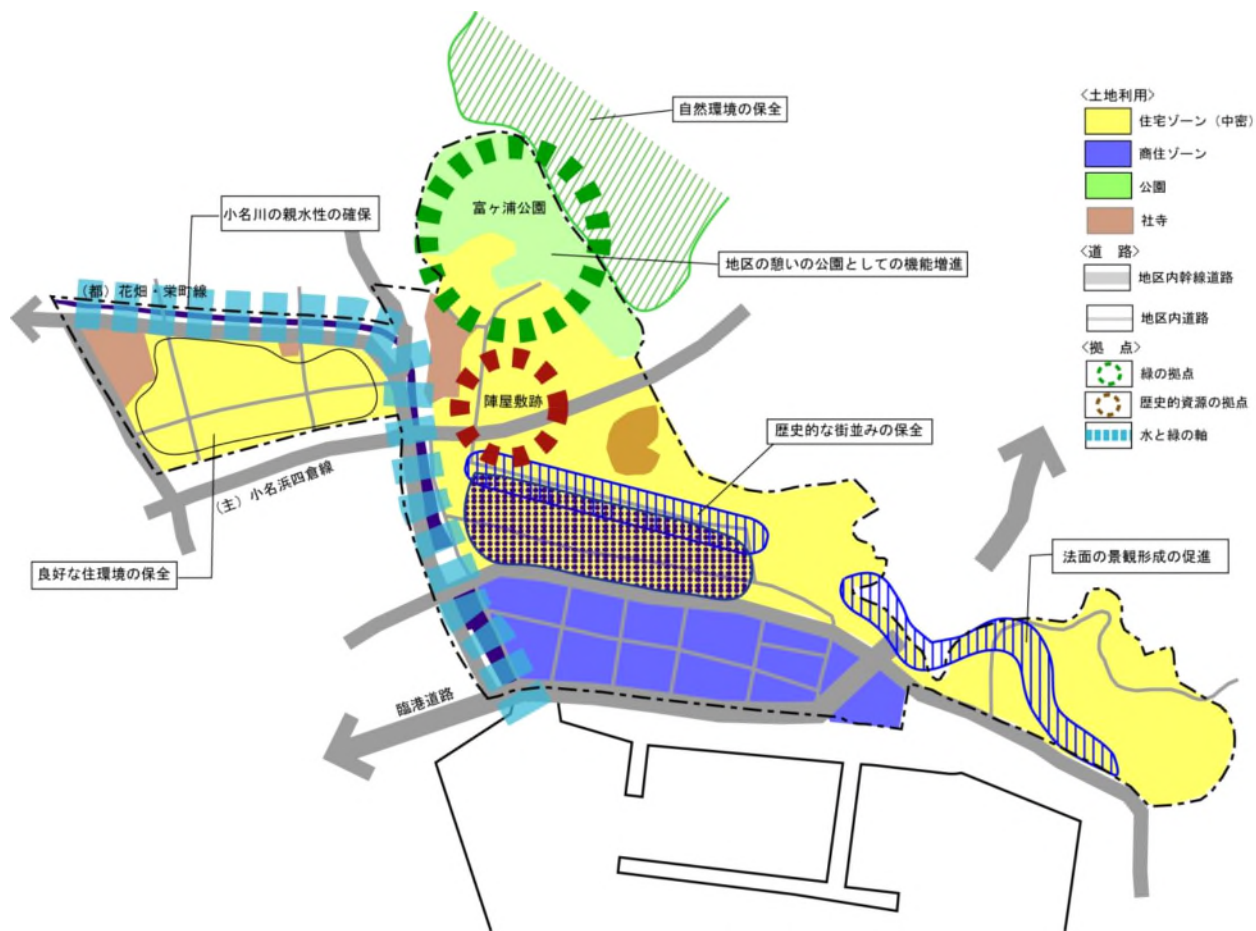 自然環境の保全
〈土地利用〉
住宅ゾーン（中密）
商住ゾーン
公園
社寺
〈道　路〉
地区内幹線道路
地区内道路
〈拠　点〉
緑の拠点
歴史的資源の拠点
水と緑の軸
小名川の親水性の確保
富ヶ浦公園
地区の憩いの公園としての機能増進
（都）花畑・栄町線
陣屋敷跡
歴史的な街並みの保全
（主）小名浜四倉線
良好な住環境の保全
法面の景観形成の促進
臨港道路